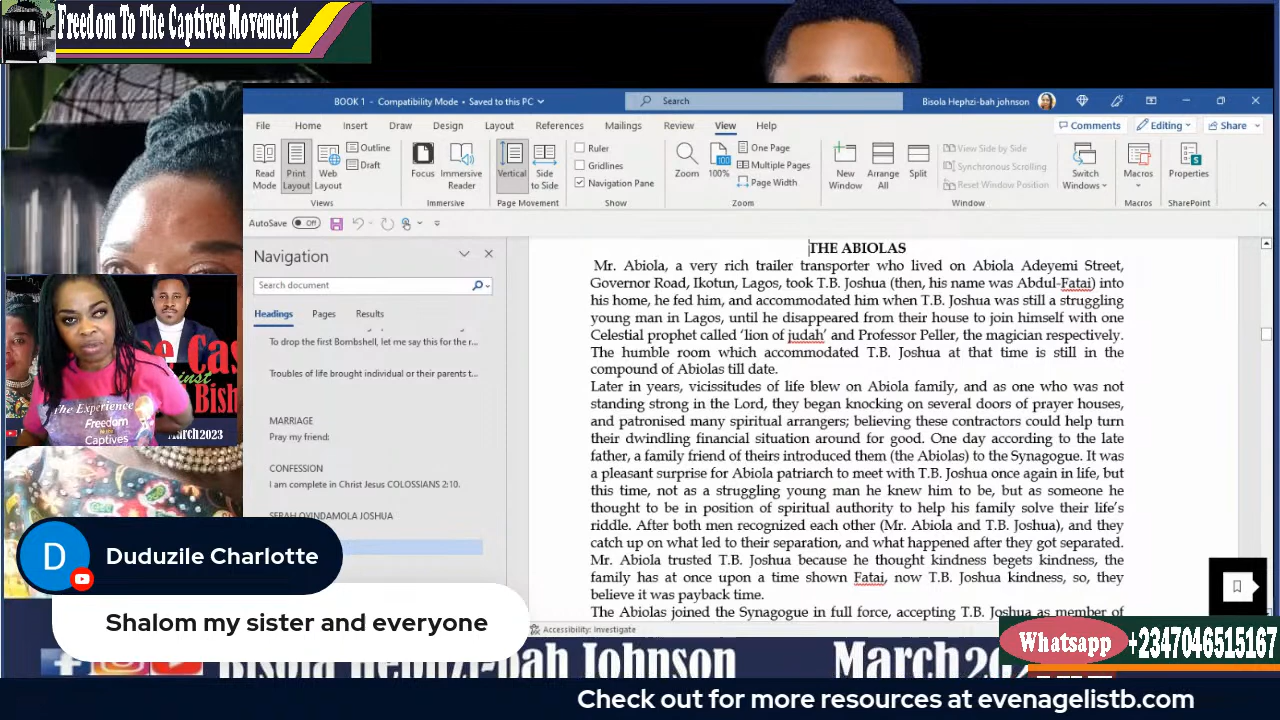 Freedom To The Captives Movement
BOOK 1 - Compatibility Mode • Saved to this PC
Search
Bisola Hephzi-bah johnson
File Home Insert Draw Design Layout References Mailings Review View Help
Comments Editing Share
Read Mode
Print Layout
Web Layout
Outline
Draft
Views
Focus
Immersive Reader
Immersive
Vertical
Side to Side
Page Movement
Ruler
Gridlines
Navigation Pane
Show
Zoom
100%
One Page
Multiple Pages
Page Width
Zoom
New Window
Arrange All
Split
View Side by Side
Synchronous Scrolling
Reset Window Position
Switch Windows
Window
Macros
Macros
Properties
SharePoint
AutoSave Off
Navigation
Search document
Headings Pages Results
To drop the first Bombshell, let me say this for the r...
Troubles of life brought individual or their parents t...
MARRIAGE
Pray my friend:
CONFESSION
I am complete in Christ Jesus COLOSSIANS 2:10.
SERAH OYINDAMOLA JOSHUA
THE ABIOLAS
Mr. Abiola, a very rich trailer transporter who lived on Abiola Adeyemi Street,
Governor Road, Ikotun, Lagos, took T.B. Joshua (then, his name was Abdul-Fatai) into
his home, he fed him, and accommodated him when T.B. Joshua was still a struggling
young man in Lagos, until he disappeared from their house to join himself with one
Celestial prophet called ‘lion of judah’ and Professor Peller, the magician respectively.
The humble room which accommodated T.B. Joshua at that time is still in the
compound of Abiolas till date.
Later in years, vicissitudes of life blew on Abiola family, and as one who was not
standing strong in the Lord, they began knocking on several doors of prayer houses,
and patronised many spiritual arrangers; believing these contractors could help turn
their dwindling financial situation around for good. One day according to the late
father, a family friend of theirs introduced them (the Abiolas) to the Synagogue. It was
a pleasant surprise for Abiola patriarch to meet with T.B. Joshua once again in life, but
this time, not as a struggling young man he knew him to be, but as someone he
thought to be in position of spiritual authority to help his family solve their life’s
riddle. After both men recognized each other (Mr. Abiola and T.B. Joshua), and they
catch up on what led to their separation, and what happened after they got separated.
Mr. Abiola trusted T.B. Joshua because he thought kindness begets kindness, the
family has at once upon a time shown Fatai, now T.B. Joshua kindness, so, they
believe it was payback time.
The Abiolas joined the Synagogue in full force, accepting T.B. Joshua as member of
Accessibility: Investigate
The Experience
Freedom
Captives
Cas
Bish
March2023
D
Duduzile Charlotte
Shalom my sister and everyone
Bisola Hephzi-bah Johnson
March20
Whatsapp +2347046515167
Check out for more resources at evenagelistb.com